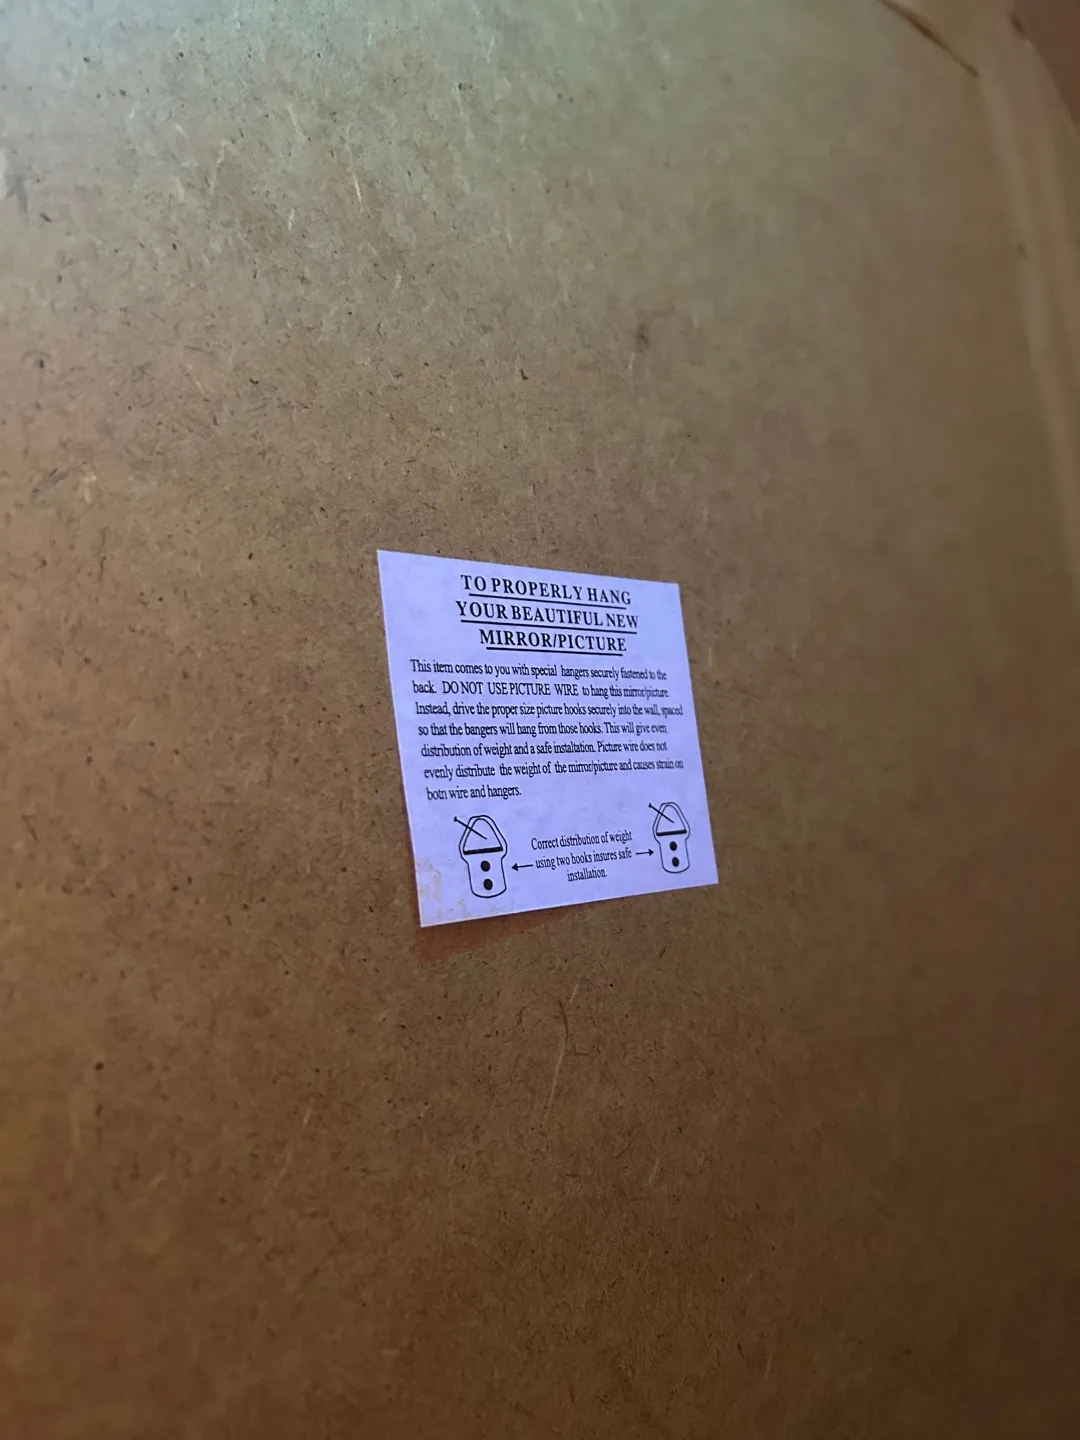 TO PROPERLY HANG
YOUR BEAUTIFUL NEW
MIRROR/PICTURE
This item comes to you with special hangers securely fastened to the
back. DO NOT USE PICTURE WIRE to hang this mirror/picture.
Instead, drive the proper size picture hooks securely into the wall, spaced
so that the bangers will hang from those hooks. This will give even
distribution of weight and a safe instaltation. Picture wire does not
evenly distribute the weight of the mirror/picture and causes strain on
botn wire and hangers.
Correct distribution of weight
using two hooks insures safe
installation.